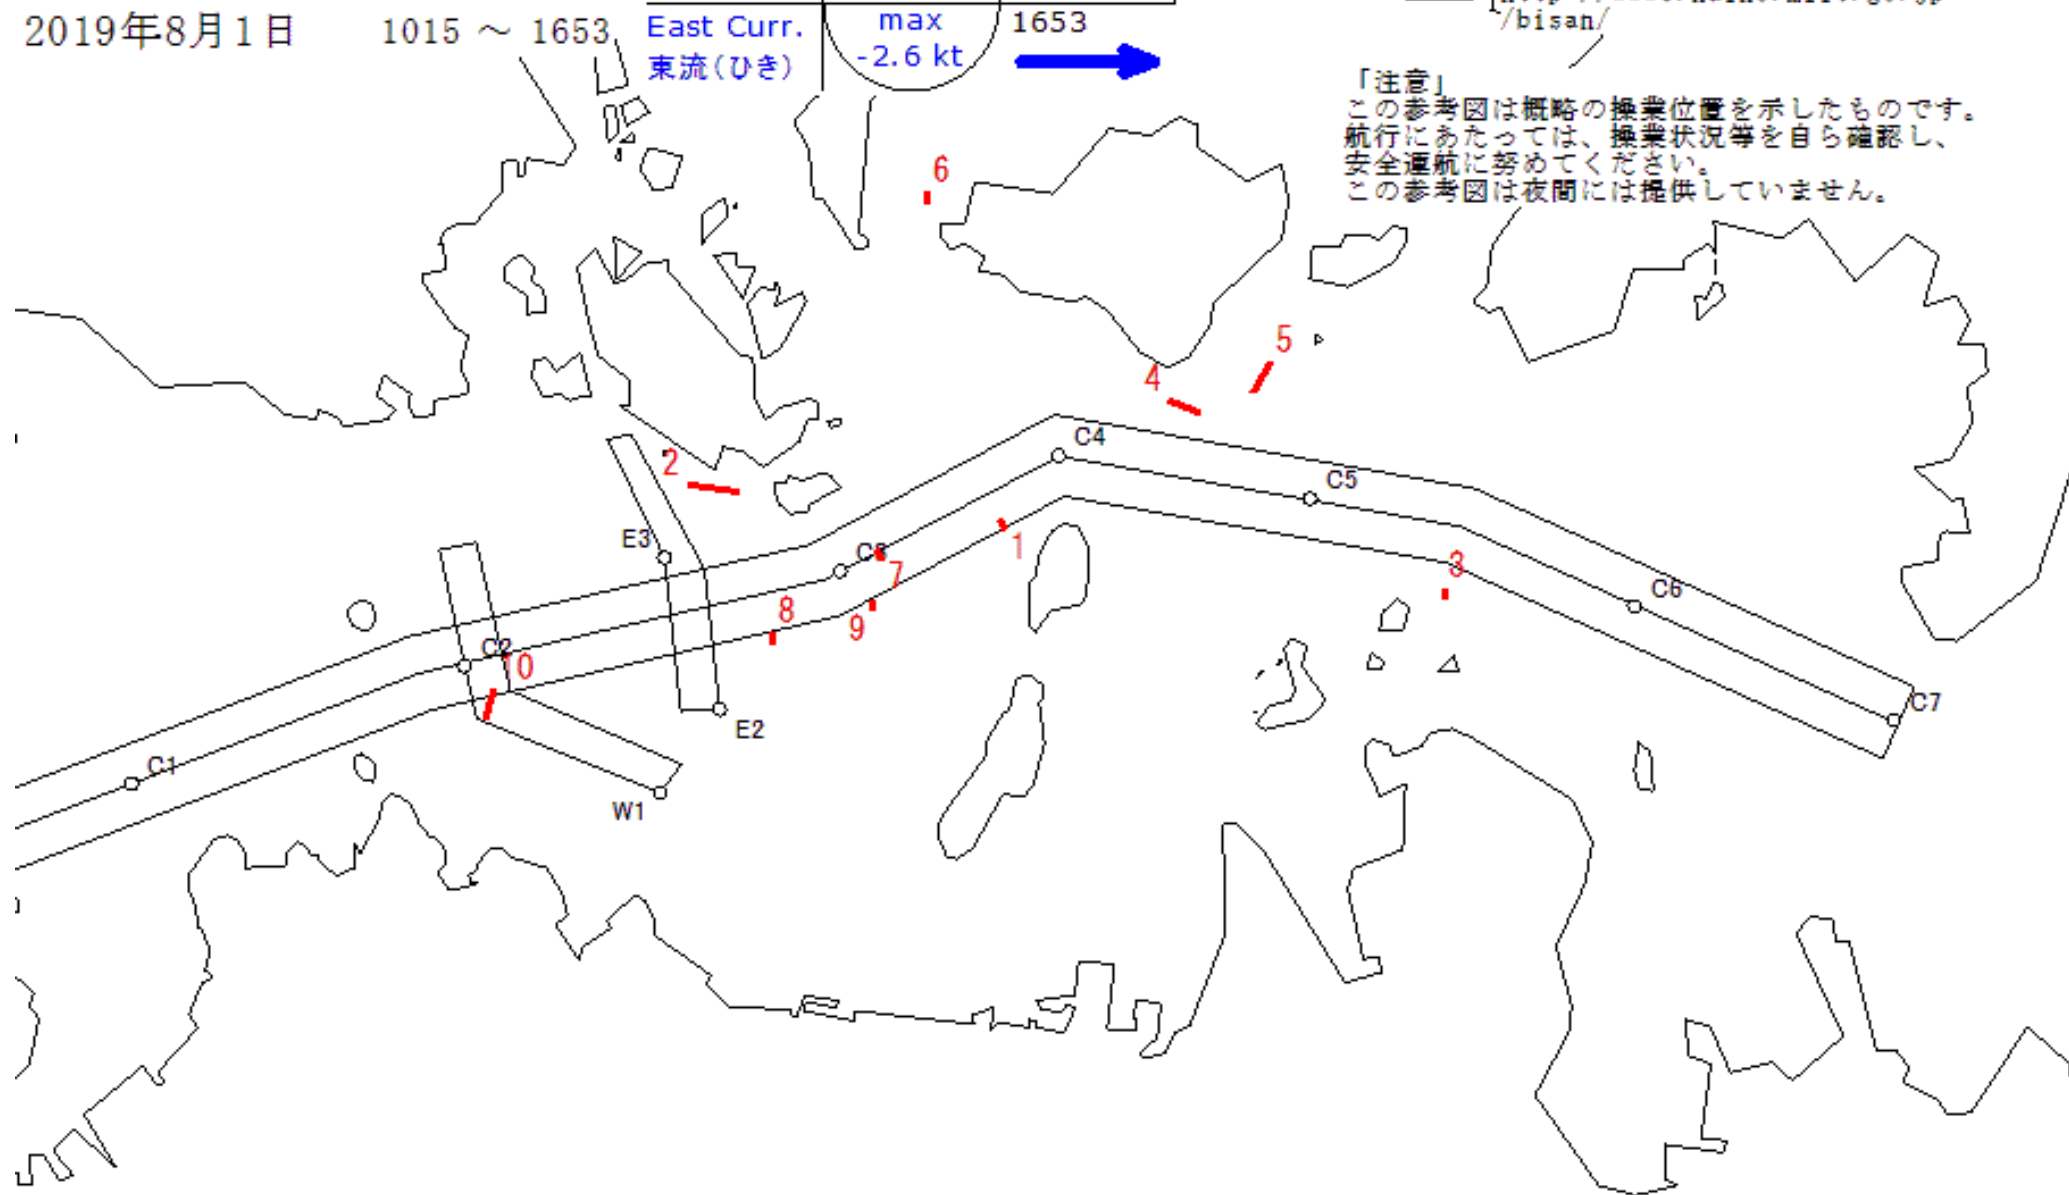 2019年8月1日
1015 ～ 1653
East Curr.
東流(ひき)
max
-2.6 kt
1653
/bisan/
「注意」
この参考図は概略の操業位置を示したものです。
航行にあたっては、操業状況等を自ら確認し、
安全運航に努めてください。
この参考図は夜間には提供していません。
6
5
4
C4
2
C5
E3
C3
1
7
3
C6
8
9
C2
10
C7
E2
C1
W1